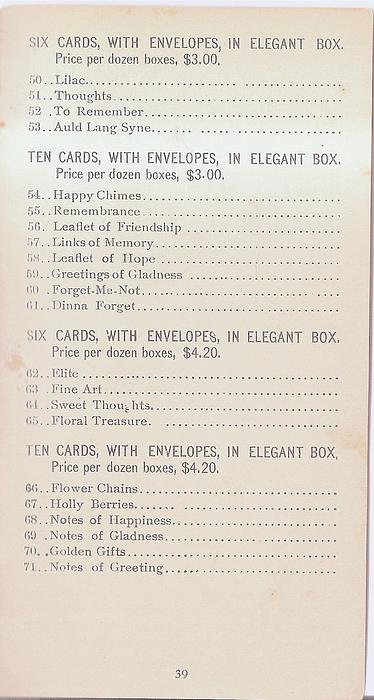 SIX CARDS, WITH ENVELOPES, IN ELEGANT BOX.
Price per dozen boxes, $3.00.
50..Lilac....................................................
51..Thoughts................................................
52 .To Remember............................................
53..Auld Lang Syne...... ..................................
TEN CARDS, WITH ENVELOPES, IN ELEGANT BOX.
Price per dozen boxes, $3.00.
54..Happy Chimes..........................................
55..Remembrance...........................................
56. Leaflet of Friendship ..................................
57..Links of Memory........................................
58..Leaflet of Hope ........................................
59..Greetings of Gladness .................................
60 .Forget-Me-Not..........................................
61..Dinna Forget...........................................
SIX CARDS, WITH ENVELOPES, IN ELEGANT BOX.
Price per dozen boxes, $4.20.
62..Elite ....................................................
63 .Fine Art................................................
64..Sweet Thoughts.........................................
65..Floral Treasure. .......................................
TEN CARDS, WITH ENVELOPES, IN ELEGANT BOX,
Price per dozen boxes, $4.20.
66..Flower Chains..........................................
67..Holly Berries...... ....................................
68..Notes of Happiness.....................................
69 .Notes of Gladness......................................
70. .Golden Gifts...........................................
71..Notes of Greeting......................................
39